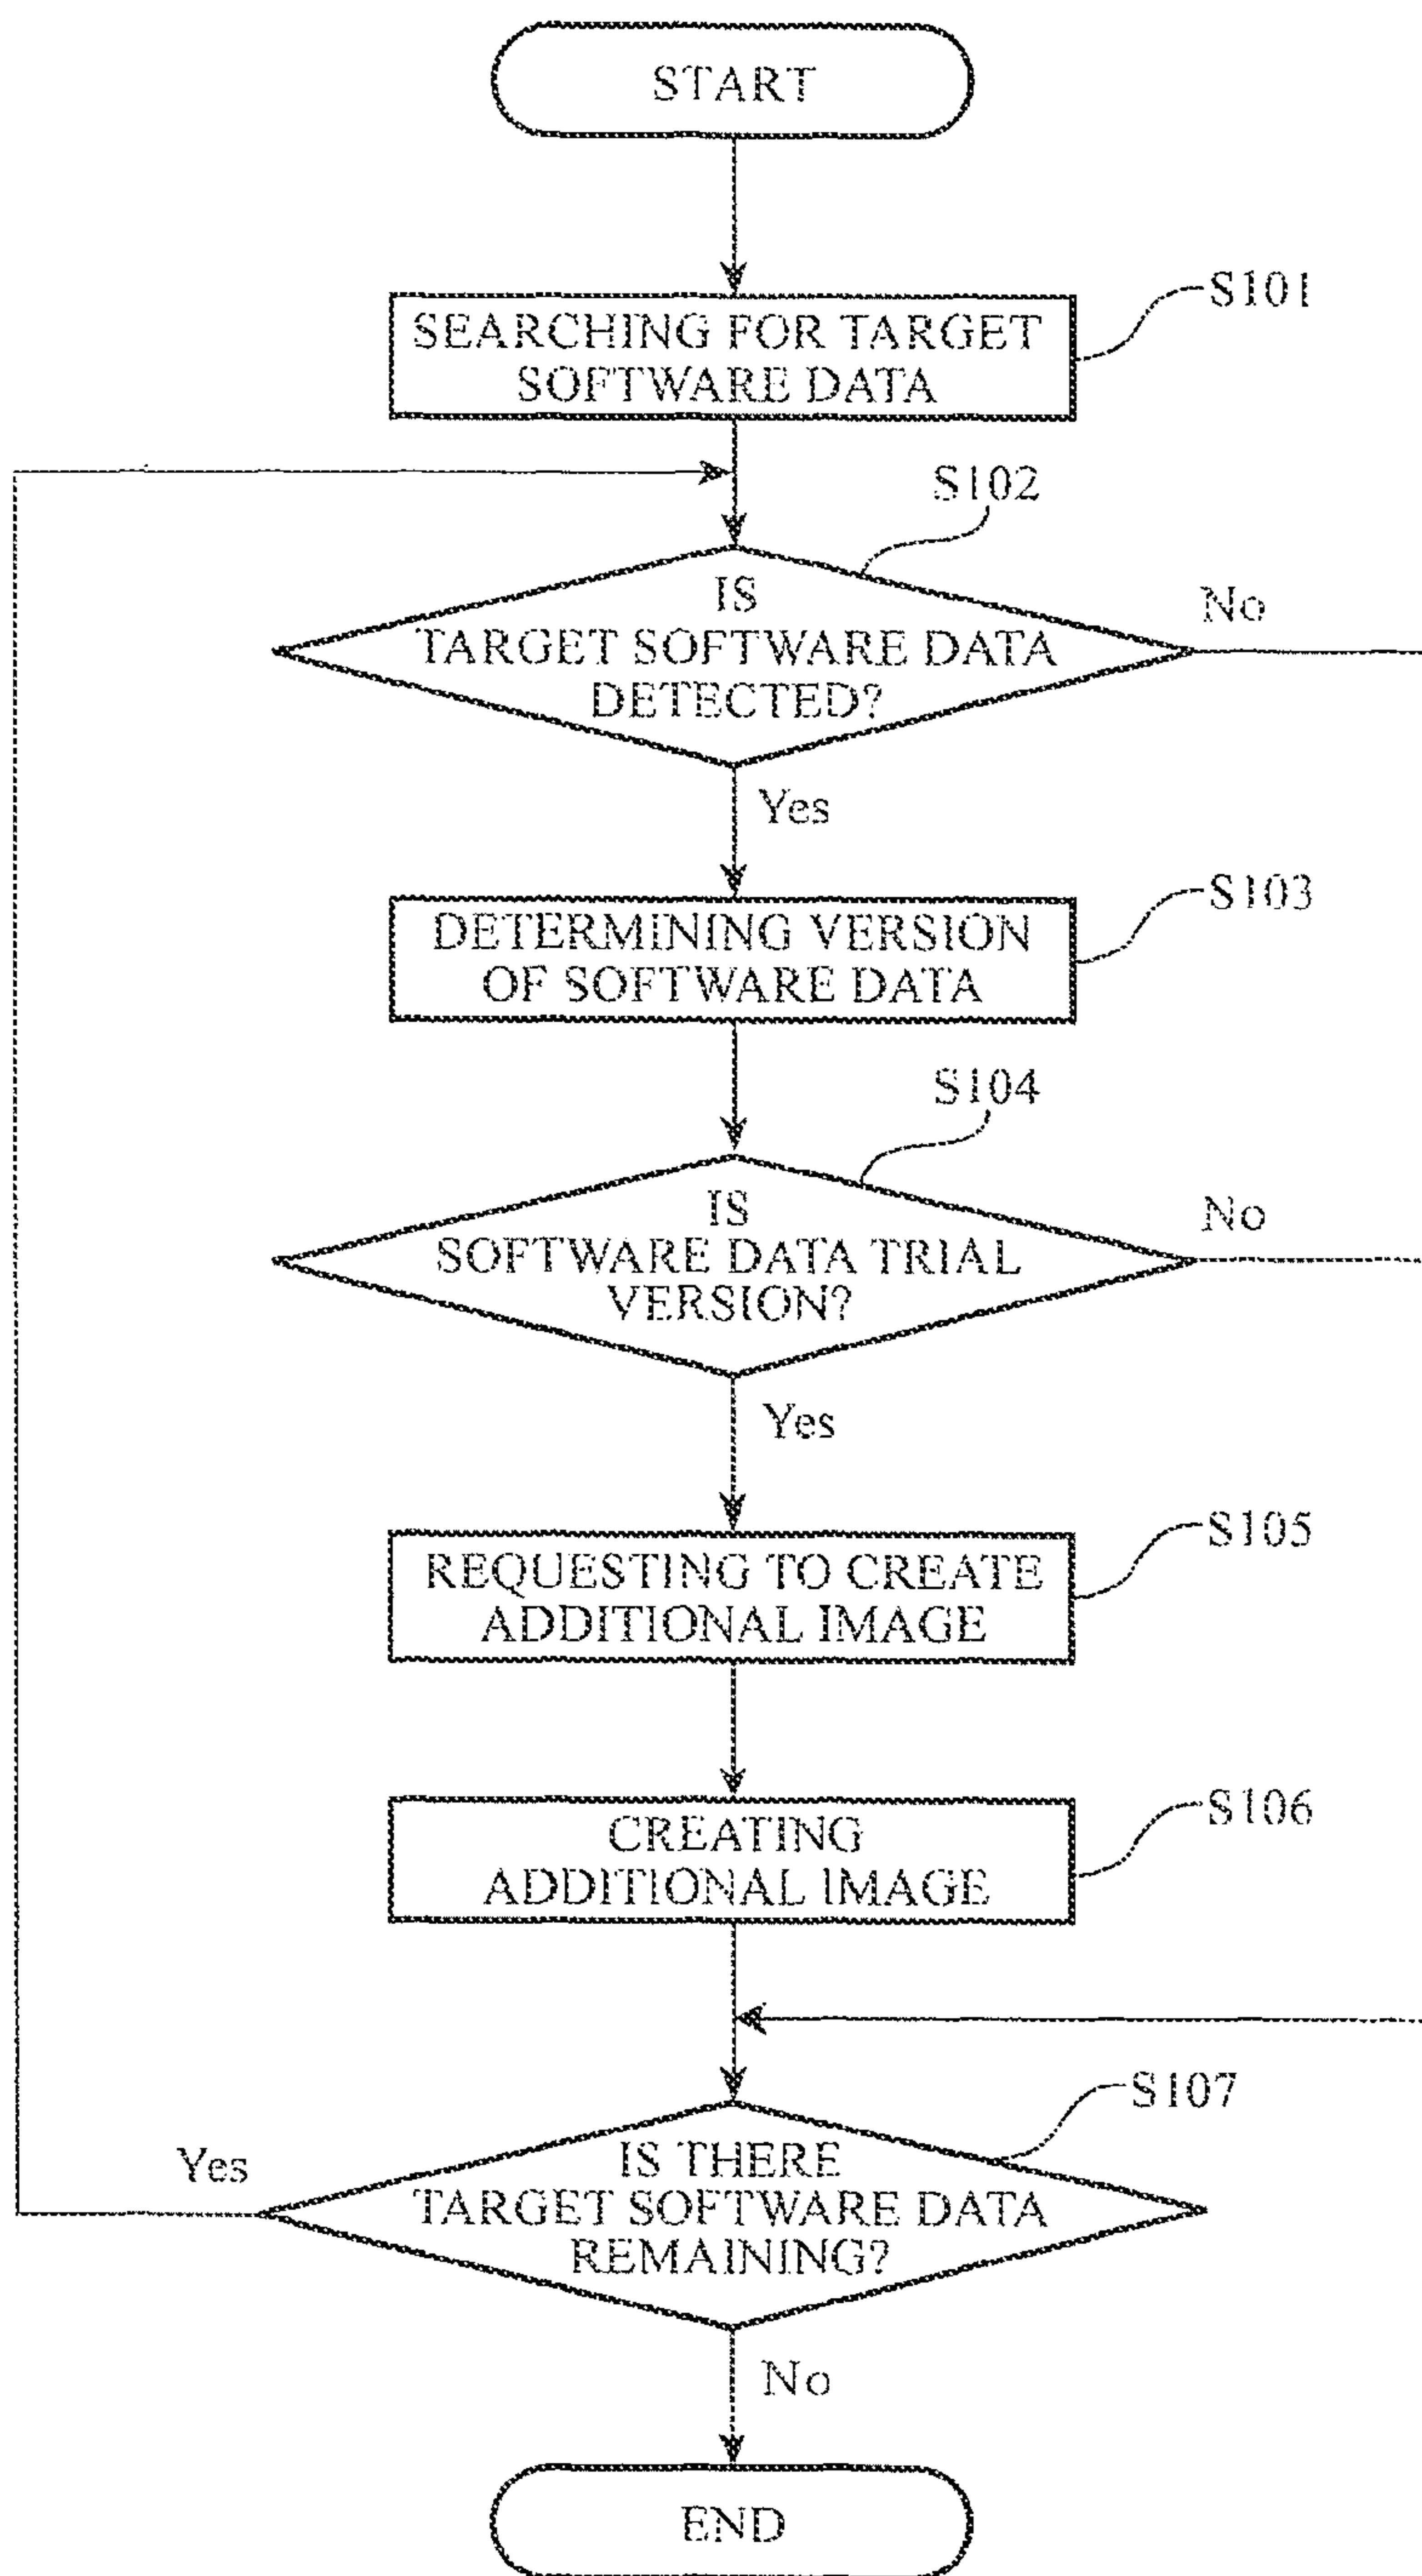 START
S101
SEARCHING FOR TARGET
SOFTWARE DATA
S102
IS
TARGET SOFTWARE DATA
DETECTED?
No
Yes
S103
DETERMINING VERSION
OF SOFTWARE DATA
S104
IS
SOFTWARE DATA TRIAL
VERSION?
No
Yes
S105
REQUESTING TO CREATE
ADDITIONAL IMAGE
S106
CREATING
ADDITIONAL IMAGE
S107
IS THERE
TARGET SOFTWARE DATA
REMAINING?
Yes
No
END